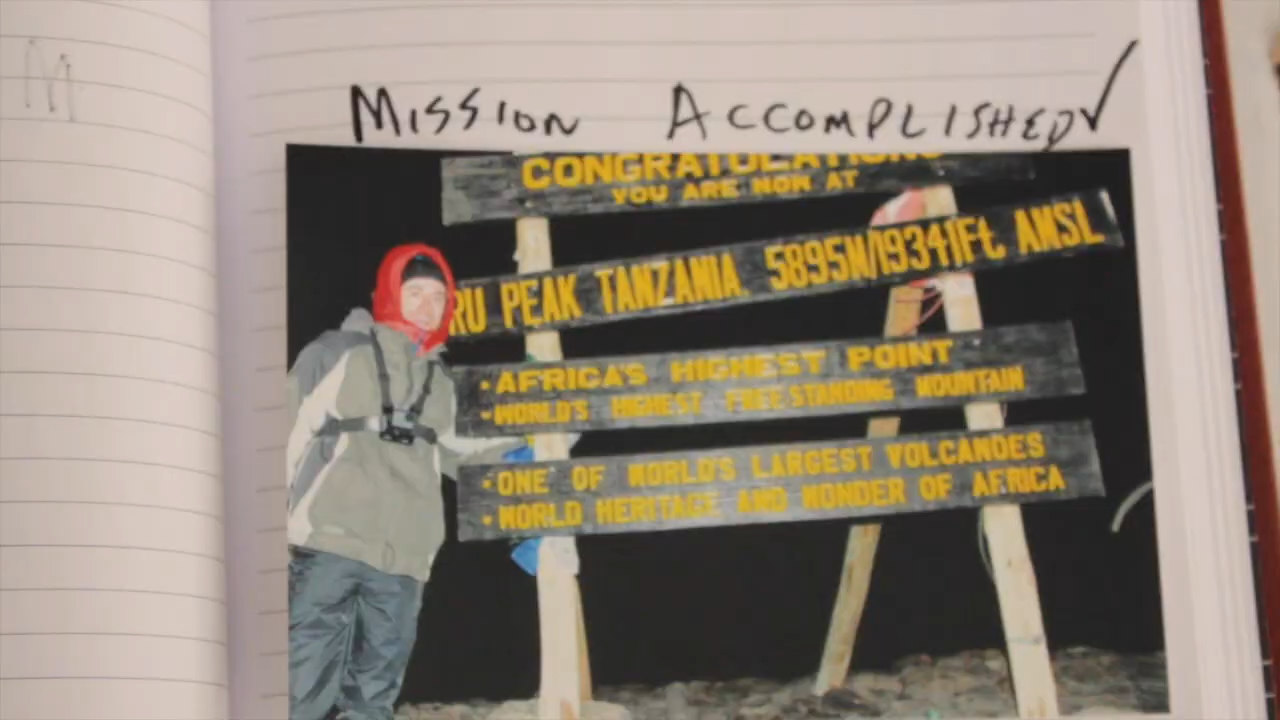 M
MISSION ACCOMPLISHED✓
CONGRATULATIONS
YOU ARE NOW AT
RU PEAK TANZANIA, 5895M/19341Ft. AMSL
• AFRICA'S HIGHEST POINT
• WORLD'S HIGHEST FREE STANDING MOUNTAIN
• ONE OF WORLD'S LARGEST VOLCANOES
• WORLD HERITAGE AND WONDER OF AFRICA